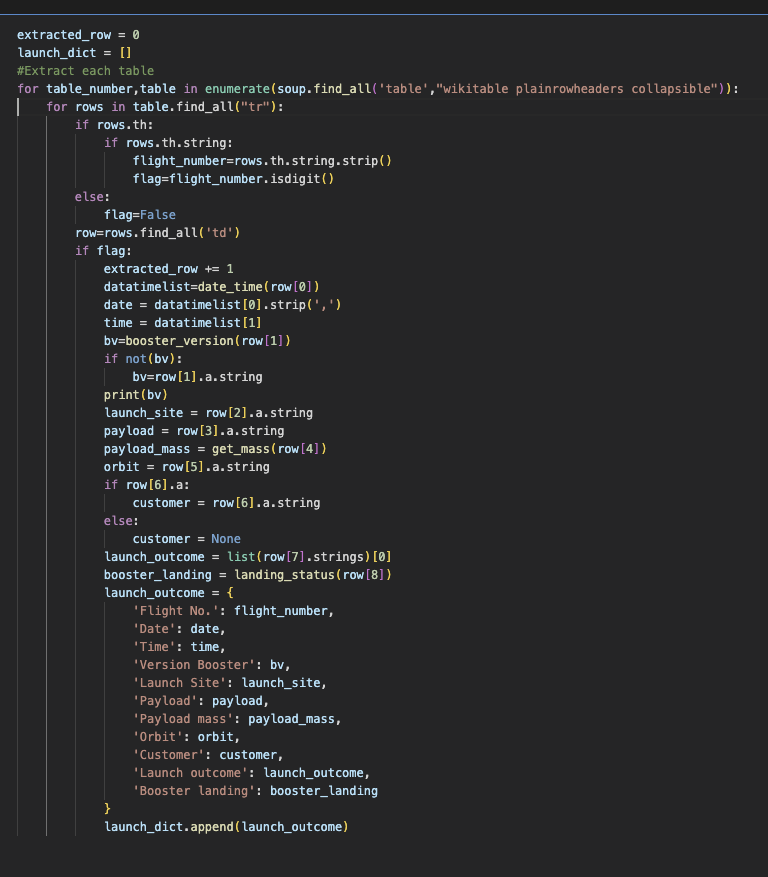 extracted_row = 0
launch_dict = []
#Extract each table
for table_number,table in enumerate(soup.find_all('table',"wikitable plainrowheaders collapsible")):
    for rows in table.find_all("tr"):
        if rows.th:
            if rows.th.string:
                flight_number=rows.th.string.strip()
                flag=flight_number.isdigit()
        else:
            flag=False
        row=rows.find_all('td')
        if flag:
            extracted_row += 1
            datatimelist=date_time(row[0])
            date = datatimelist[0].strip(',')
            time = datatimelist[1]
            bv=booster_version(row[1])
            if not(bv):
                bv=row[1].a.string
            print(bv)
            launch_site = row[2].a.string
            payload = row[3].a.string
            payload_mass = get_mass(row[4])
            orbit = row[5].a.string
            if row[6].a:
                customer = row[6].a.string
            else:
                customer = None
            launch_outcome = list(row[7].strings)[0]
            booster_landing = landing_status(row[8])
            launch_outcome = {
                'Flight No.': flight_number,
                'Date': date,
                'Time': time,
                'Version Booster': bv,
                'Launch Site': launch_site,
                'Payload': payload,
                'Payload mass': payload_mass,
                'Orbit': orbit,
                'Customer': customer,
                'Launch outcome': launch_outcome,
                'Booster landing': booster_landing
            }
            launch_dict.append(launch_outcome)